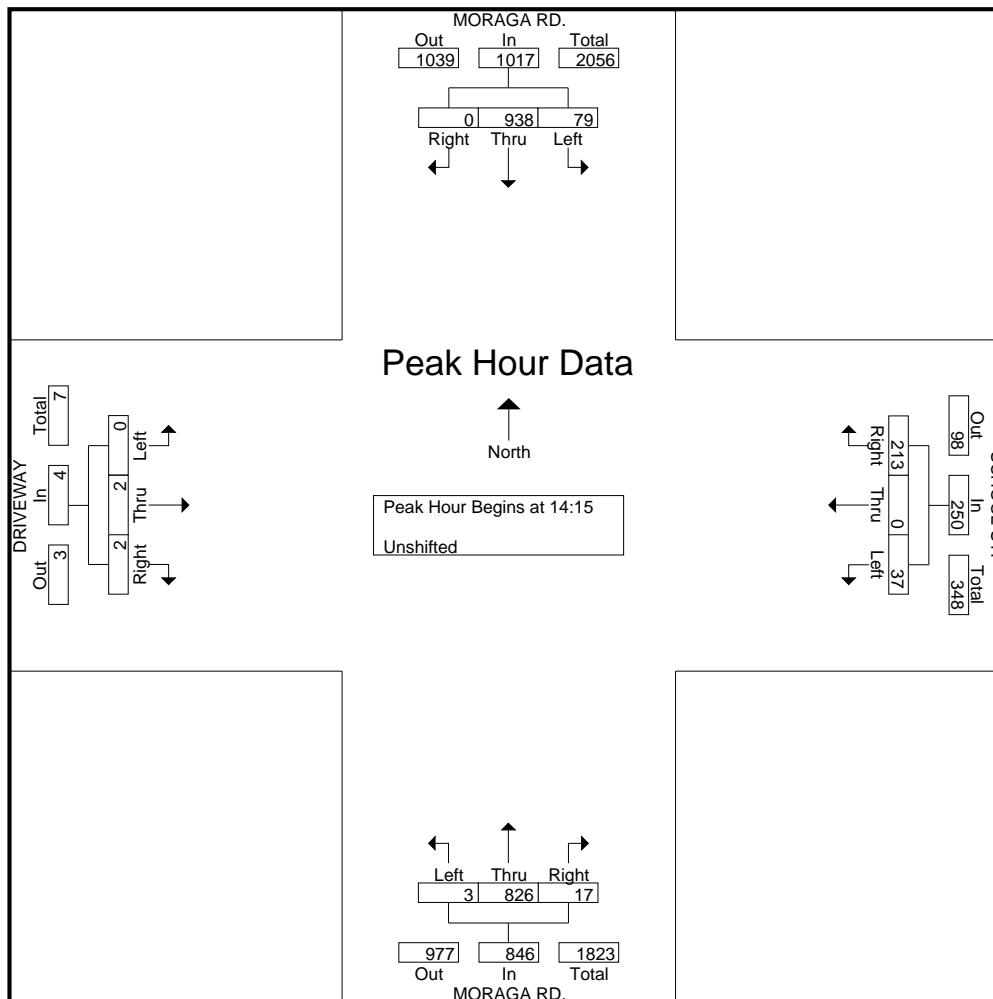 MORAGA RD.
Out In Total
1039 1017 2056
0 938 79
Right Thru Left
Peak Hour Data
North
Peak Hour Begins at 14:15
Unshifted
DRIVEWAY
Total In Out
7 4 3
0 2 2
Left Thru Right
Right Thru Left
213 0 37
Out In Total
98 250 348
Left Thru Right
3 826 17
977 846 1823
Out In Total
MORAGA RD.